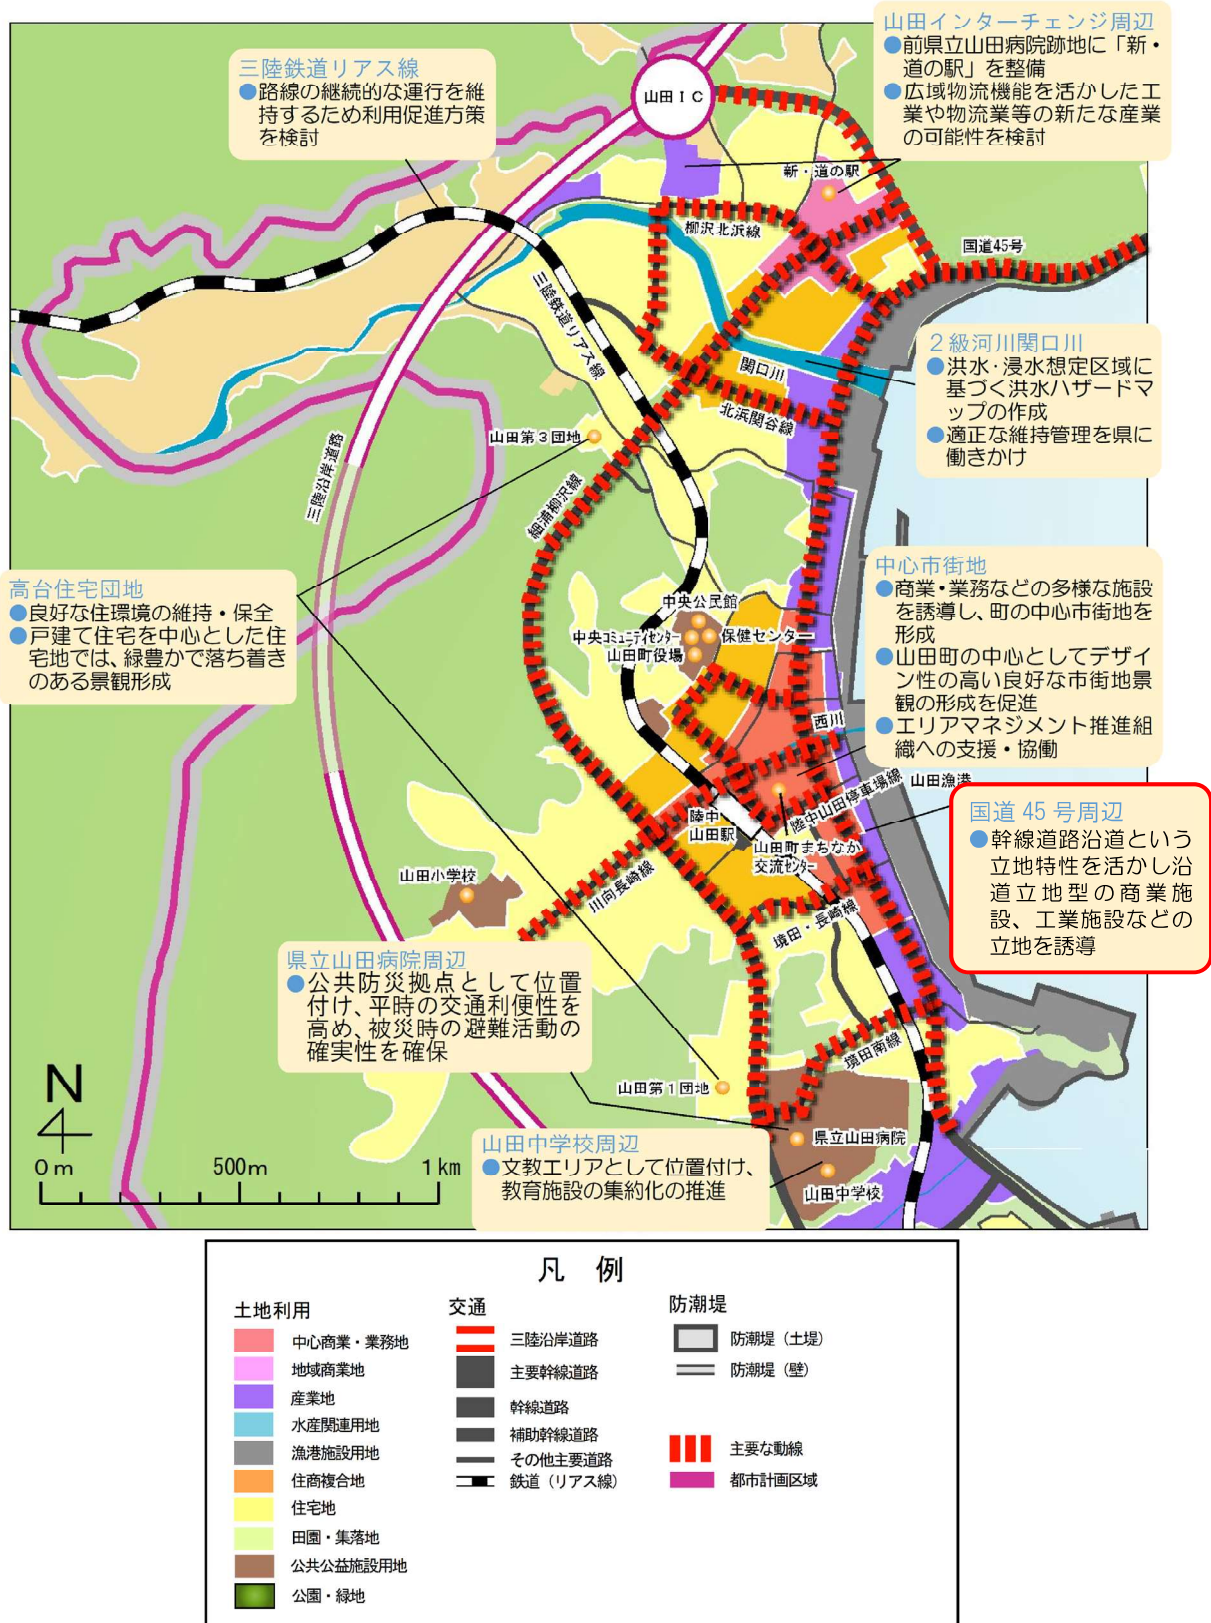 山田インターチェンジ周辺
●前県立山田病院跡地に「新・
道の駅」を整備
●広域物流機能を活かした工
業や物流業等の新たな産業
の可能性を検討
三陸鉄道リアス線
●路線の継続的な運行を維
持するため利用促進方策
を検討
山田IC
新・道の駅
柳沢北浜線
国道45号
三陸鉄道リアス線
2級河川関口川
●洪水・浸水想定区域に
基づく洪水ハザードマ
ップの作成
●適正な維持管理を県に
働きかけ
関口川
北浜関谷線
山田第3団地
三陸沿岸道路
細浦柳沢線
高台住宅団地
●良好な住環境の維持・保全
●戸建て住宅を中心とした住
宅地では、緑豊かで落ち着き
のある景観形成
中心市街地
●商業・業務などの多様な施設
を誘導し、町の中心市街地を
形成
●山田町の中心としてデザイ
ン性の高い良好な市街地景
観の形成を促進
●エリアマネジメント推進組
織への支援・協働
中央公民館
中央コミュニティセンター
保健センター
山田町役場
西川
山田漁港
陸中山田停車場線
陸中
山田駅
山田町まちなか
交流センター
国道45号周辺
●幹線道路沿道という
立地特性を活かし沿
道立地型の商業施
設、工業施設などの
立地を誘導
山田小学校
川向長崎線
境田・長崎線
県立山田病院周辺
●公共防災拠点として位置
付け、平時の交通利便性を
高め、被災時の避難活動の
確実性を確保
境田南線
山田第1団地
県立山田病院
山田中学校
山田中学校周辺
●文教エリアとして位置付け、
教育施設の集約化の推進
N
0m 500m 1km
凡 例
土地利用
中心商業・業務地
地域商業地
産業地
水産関連用地
漁港施設用地
住商複合地
住宅地
田園・集落地
公共公益施設用地
公園・緑地
交通
三陸沿岸道路
主要幹線道路
幹線道路
補助幹線道路
その他主要道路
鉄道（リアス線）
防潮堤
防潮堤（土堤）
防潮堤（壁）
主要な動線
都市計画区域